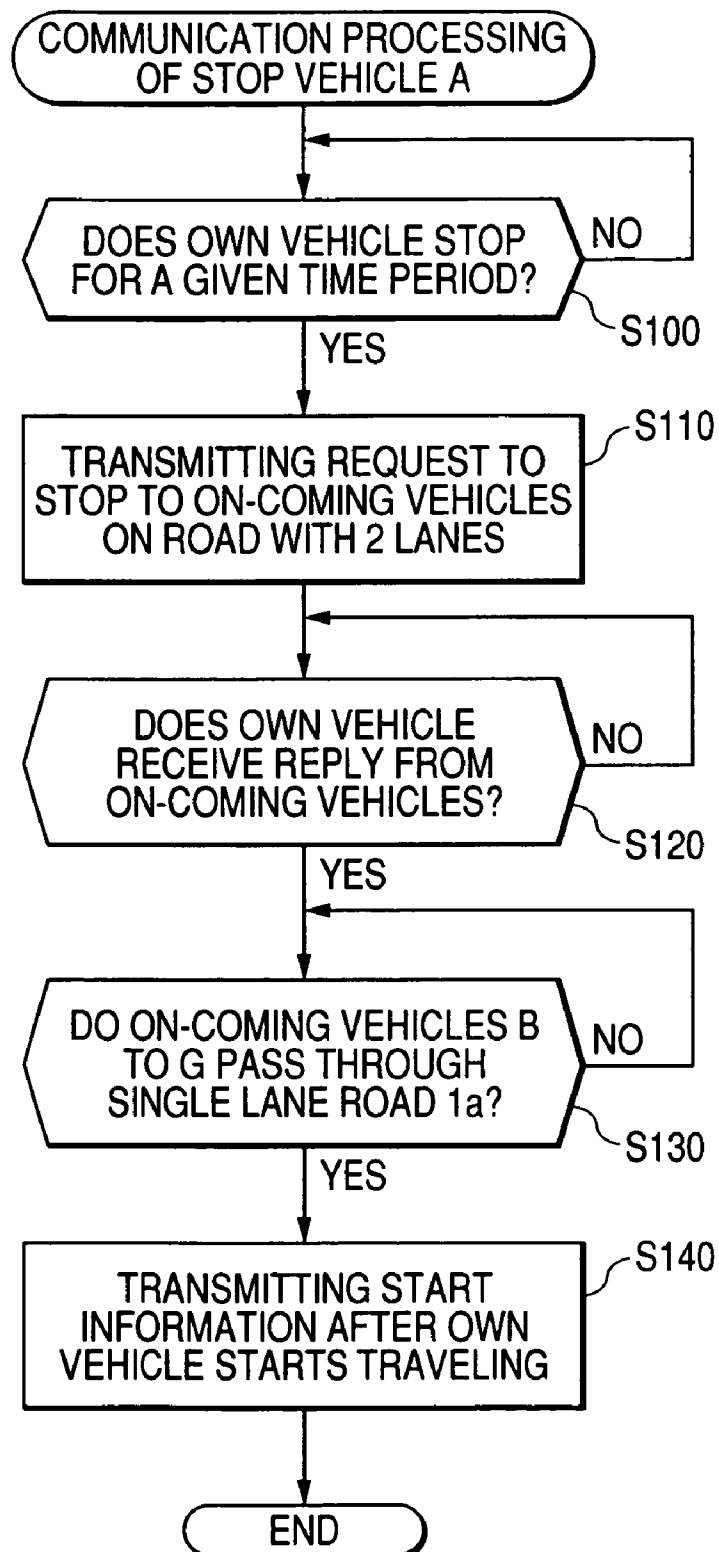 COMMUNICATION PROCESSING
OF STOP VEHICLE A
DOES OWN VEHICLE STOP
FOR A GIVEN TIME PERIOD?
NO
S100
YES
S110
TRANSMITTING REQUEST TO
STOP TO ON-COMING VEHICLES
ON ROAD WITH 2 LANES
DOES OWN VEHICLE
RECEIVE REPLY FROM
ON-COMING VEHICLES?
NO
S120
YES
DO ON-COMING VEHICLES B
TO G PASS THROUGH
SINGLE LANE ROAD 1a?
NO
S130
YES
S140
TRANSMITTING START
INFORMATION AFTER OWN
VEHICLE STARTS TRAVELING
END